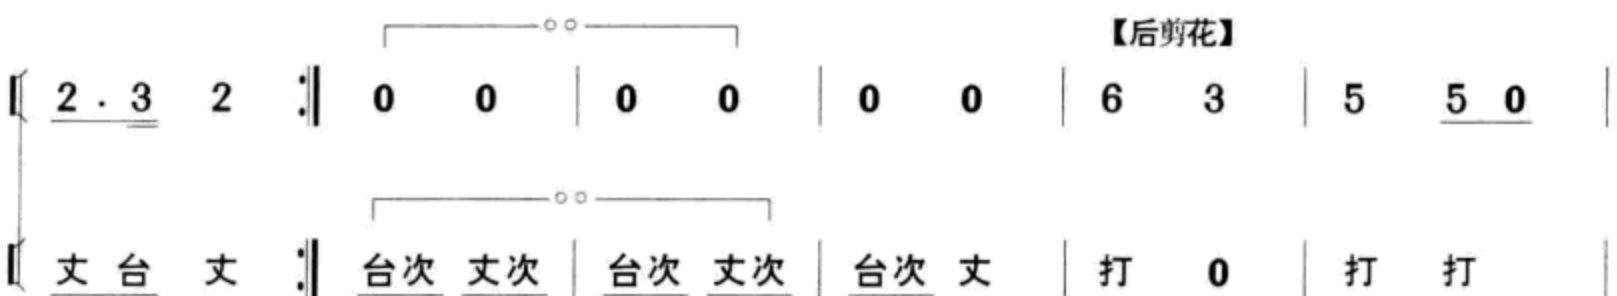 【后剪花】
2 . 3 2 :‖ 0 0 | 0 0 | 0 0 | 6 3 | 5 5 0 |
丈 台 丈 :‖ 台次 丈次 | 台次 丈次 | 台次 丈 | 打 0 | 打 打 |